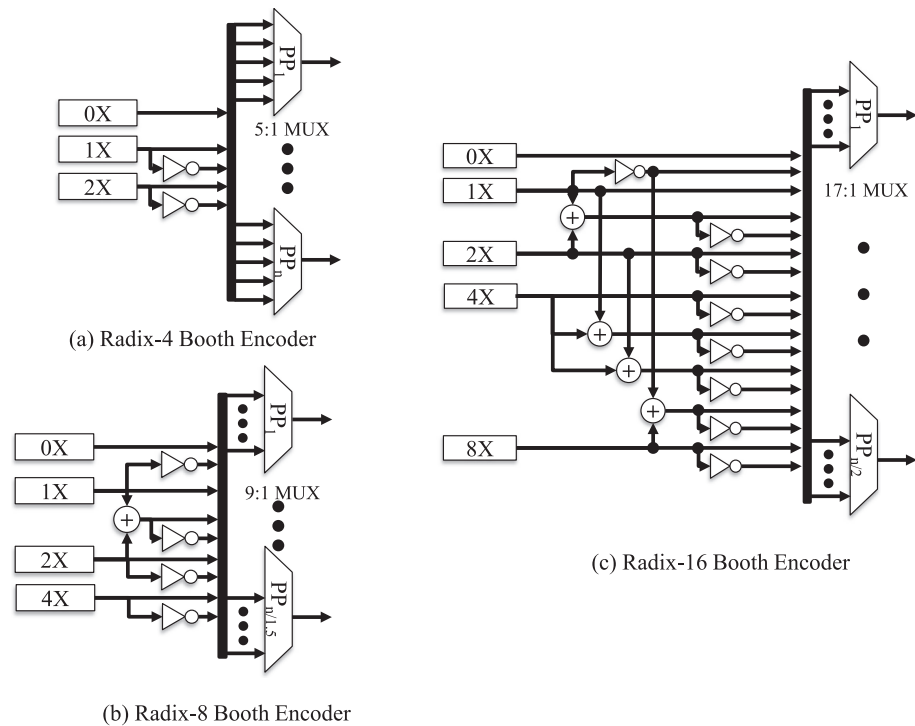 PP1
0X
5:1 MUX
1X
2X
PPn
(a) Radix-4 Booth Encoder
PP1
0X
9:1 MUX
1X
2X
4X
PPn/1.5
(b) Radix-8 Booth Encoder
PP1
0X
17:1 MUX
1X
2X
4X
8X
PPn/2
(c) Radix-16 Booth Encoder